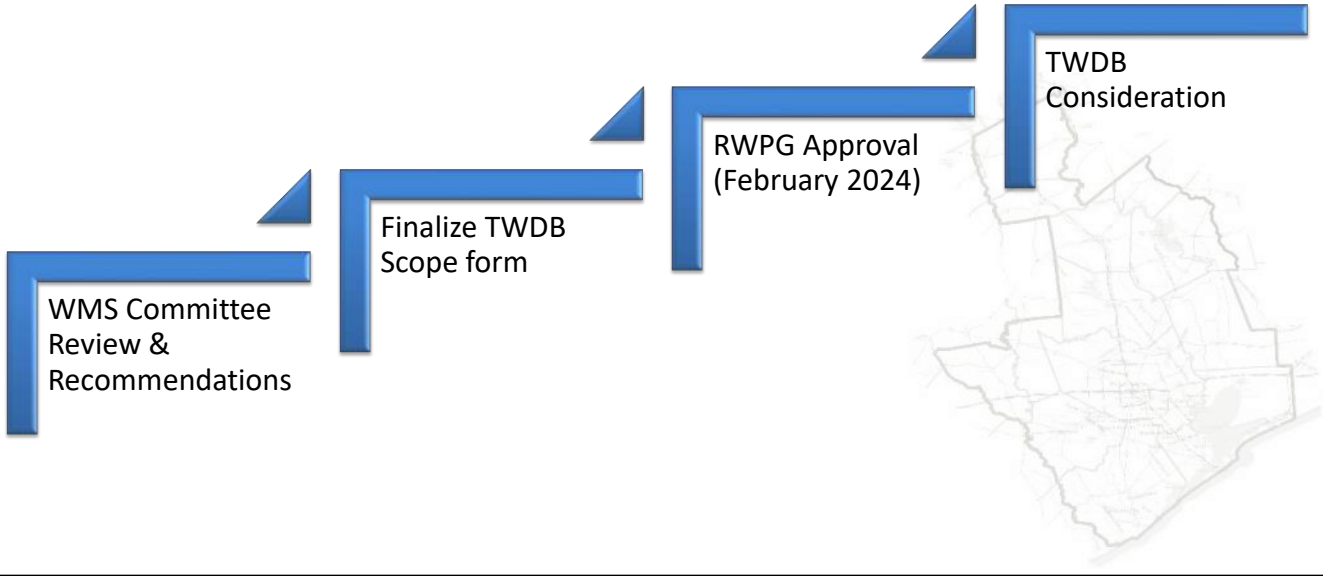 WMS Committee
Review &
Recommendations
Finalize TWDB
Scope form
RWPG Approval
(February 2024)
TWDB
Consideration